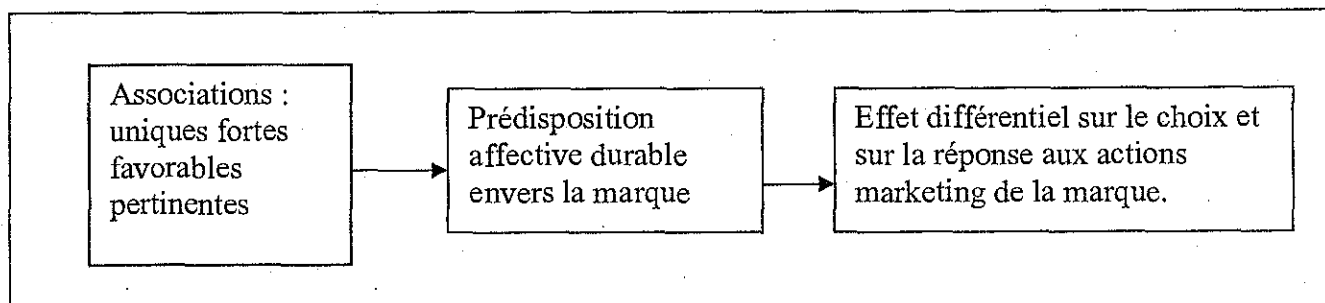 Associations :
uniques fortes
favorables
pertinentes
Prédisposition
affective durable
envers la marque
Effet différentiel sur le choix et
sur la réponse aux actions
marketing de la marque.